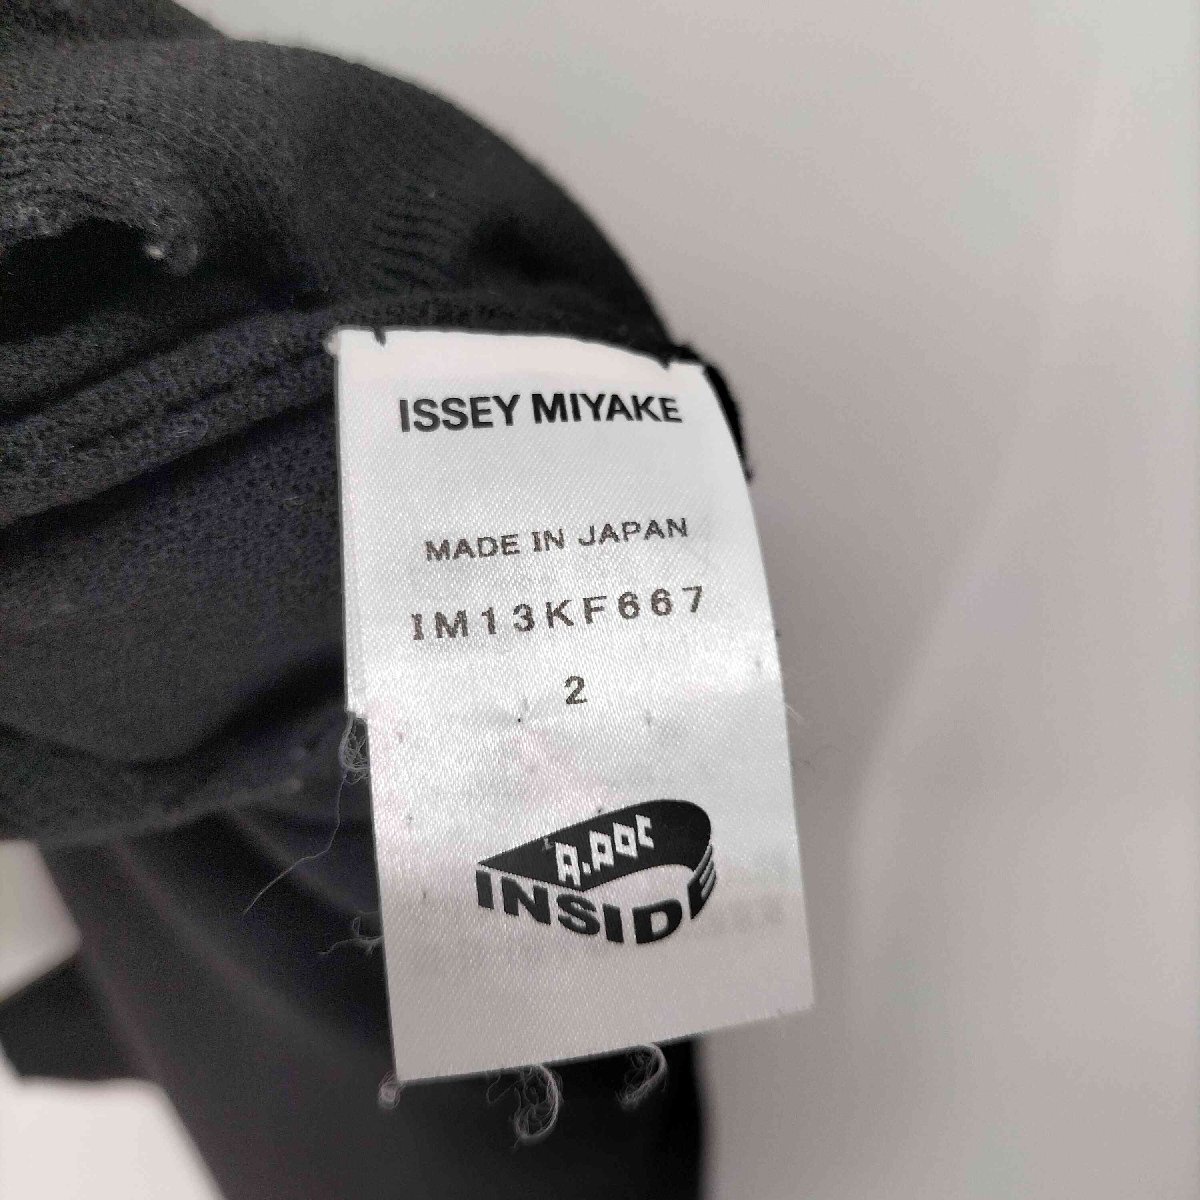 ISSEY MIYAKE
MADE IN JAPAN
IM13KF667
2
A.POC
INSIDE